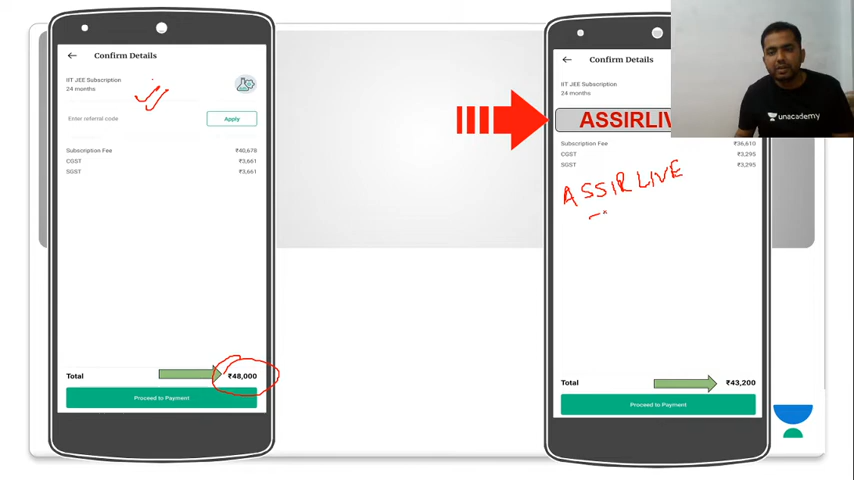 Confirm Details
IIT JEE Subscription
24 months
Enter referral code
Apply
Subscription Fee ₹40,678
CGST ₹3,661
SGST ₹3,661
Total ₹48,000
Proceed to Payment
Confirm Details
IIT JEE Subscription
24 months
ASSIRLIV
Subscription Fee ₹36,610
CGST ₹3,295
SGST ₹3,295
ASSIRLIVE
Total ₹43,200
Proceed to Payment
unacademy